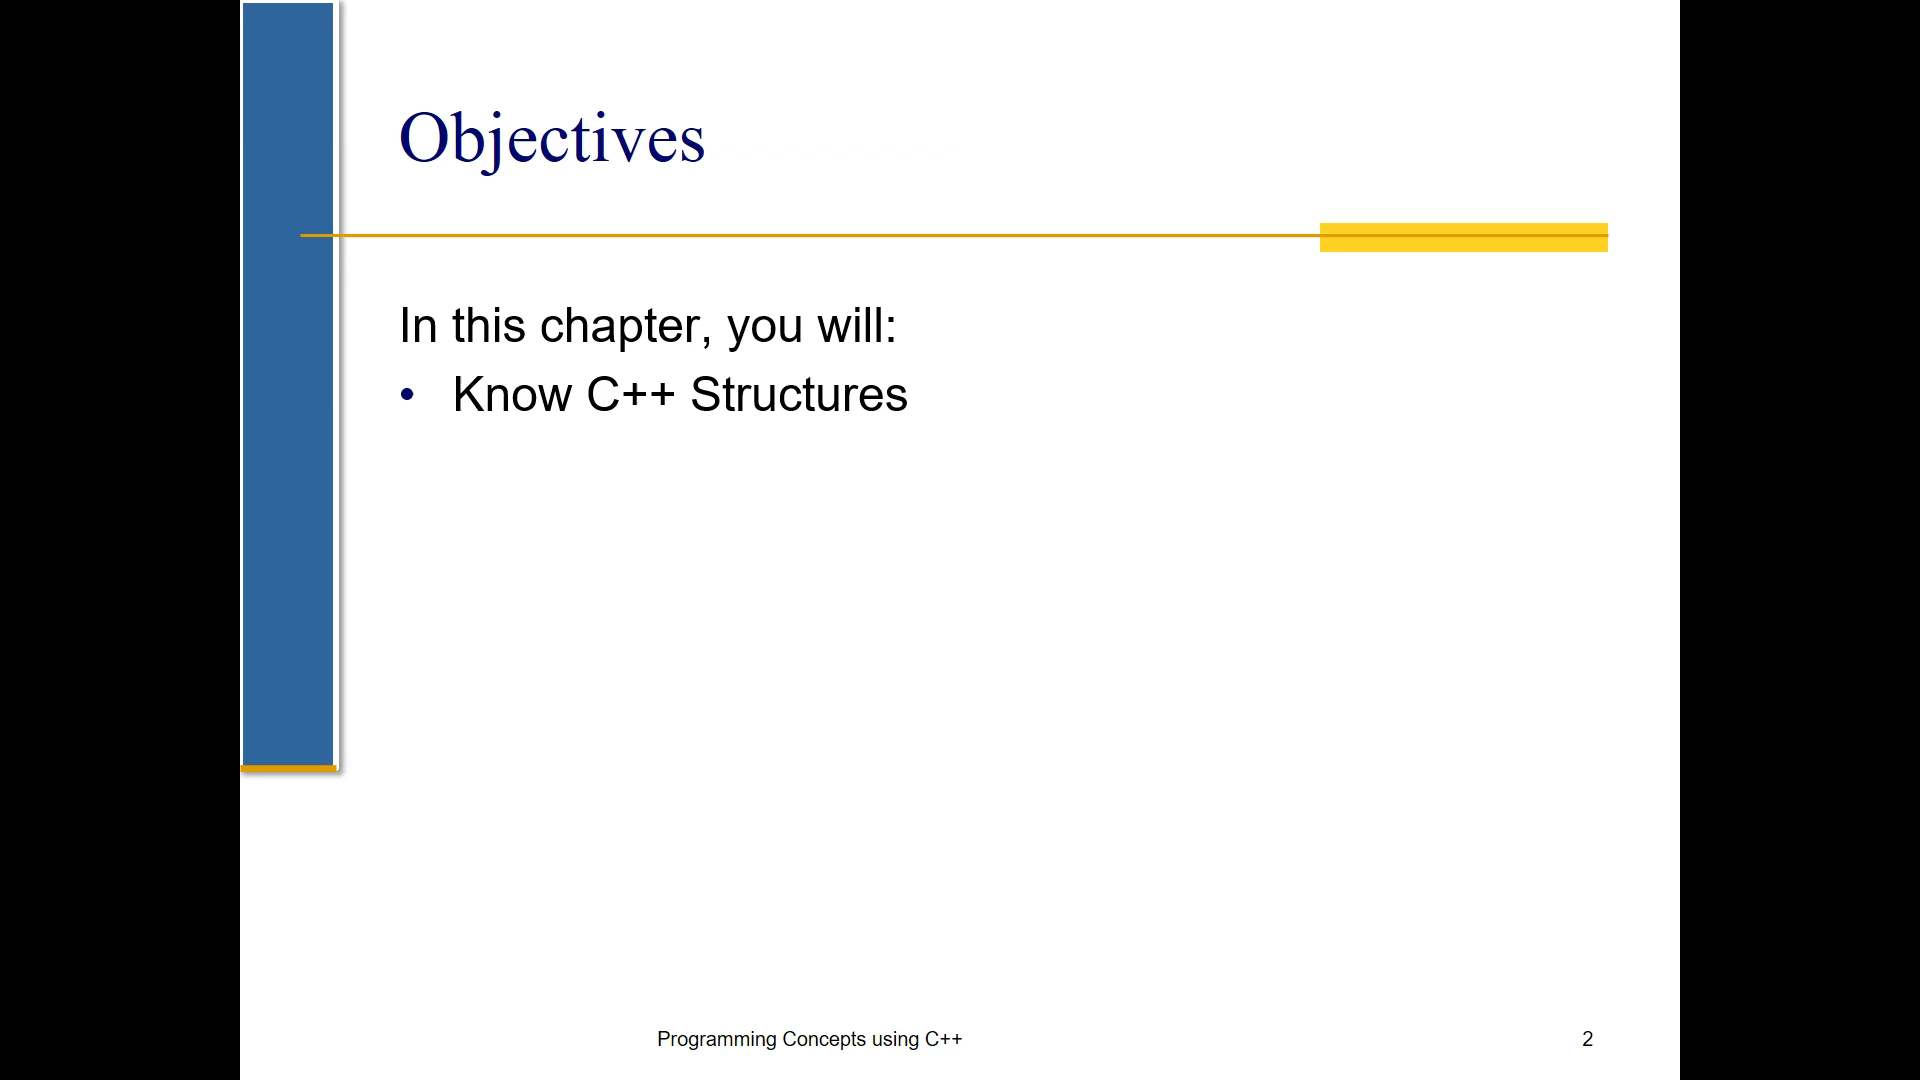 Objectives
In this chapter, you will:
• Know C++ Structures
Programming Concepts using C++
2